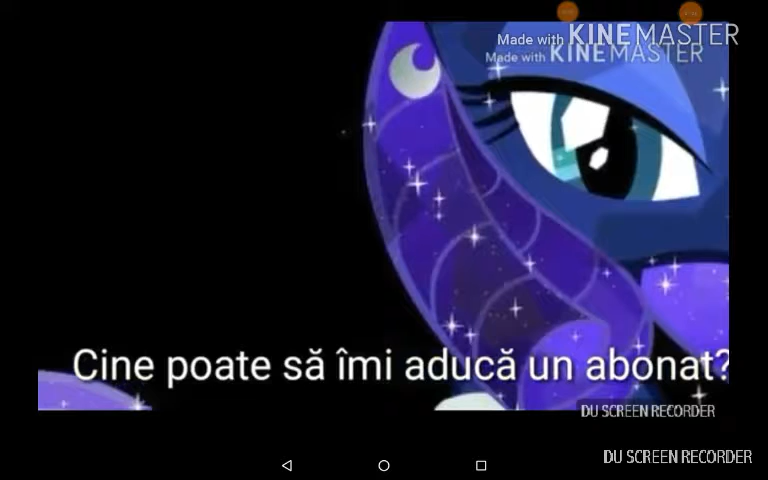 Made with KINEMASTER
Made with KINEMASTER
Cine poate să îmi aducă un abonat?
DU SCREEN RECORDER
DU SCREEN RECORDER